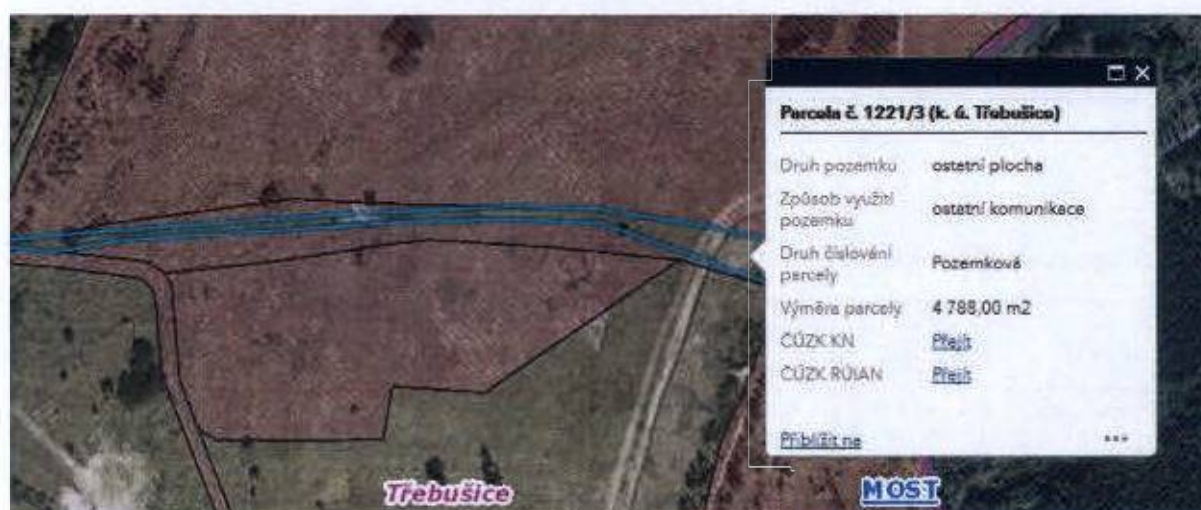 Parcela č. 1221/3 (k. ú. Třebušice)
Druh pozemku ostatní plocha
Způsob využití
pozemku ostatní komunikace
Druh číslování
parcely Pozemková
Výměra parcely 4 788,00 m2
ČÚZK KN Přejít
ČÚZK RÚIAN Přejít
Přiblížit na
Třebušice
MOST